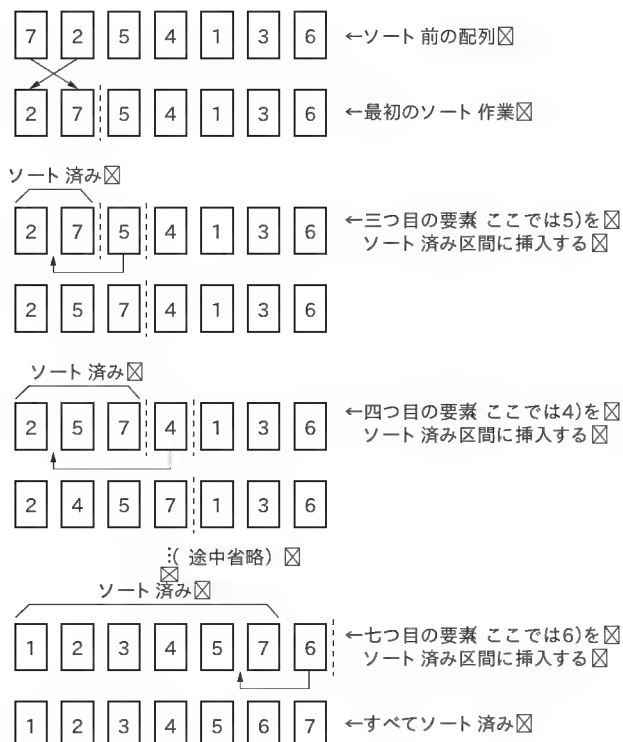 7 2 5 4 1 3 6 ←ソート 前の配列☒
2 7 5 4 1 3 6 ←最初のソート 作業☒
ソート 済み☒
2 7 5 4 1 3 6 ←三つ目の要素 ここでは5)を☒
ソート 済み区間に挿入する☒
2 5 7 4 1 3 6
ソート 済み☒
2 5 7 4 1 3 6 ←四つ目の要素 ここでは4)を☒
ソート 済み区間に挿入する☒
2 4 5 7 1 3 6
⋮( 途中省略) ☒
☒
ソート 済み☒
1 2 3 4 5 7 6 ←七つ目の要素 ここでは6)を☒
ソート 済み区間に挿入する☒
1 2 3 4 5 6 7 ←すべてソート 済み☒